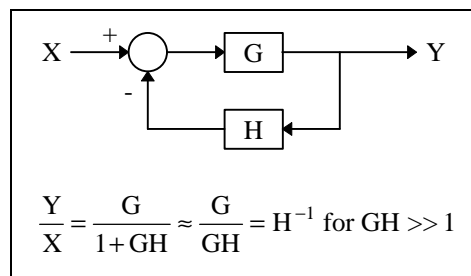 X + G Y
-
H
Y/X = G/(1+GH) ≈ G/GH = H⁻¹ for GH >> 1